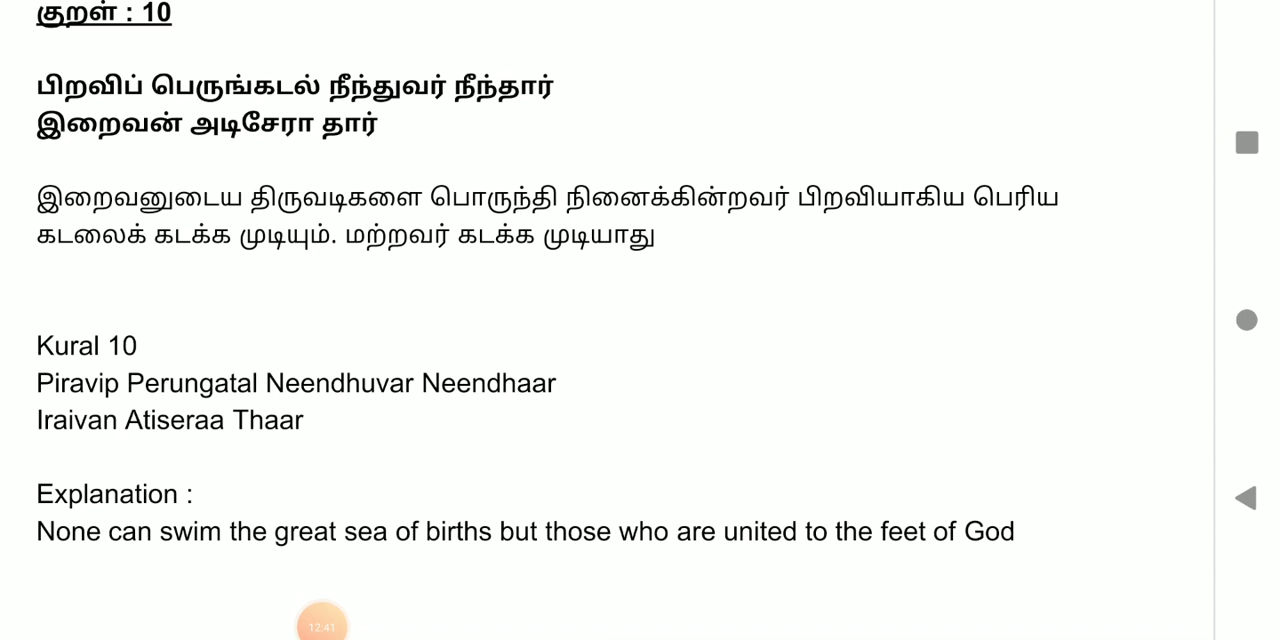 குறள் : 10
பிறவிப் பெருங்கடல் நீந்துவர் நீந்தார்
இறைவன் அடிசேரா தார்
இறைவனுடைய திருவடிகளை பொருந்தி நினைக்கின்றவர் பிறவியாகிய பெரிய
கடலைக் கடக்க முடியும். மற்றவர் கடக்க முடியாது
Kural 10
Piravip Perungatal Neendhuvar Neendhaar
Iraivan Atiseraa Thaar
Explanation :
None can swim the great sea of births but those who are united to the feet of God
12:41